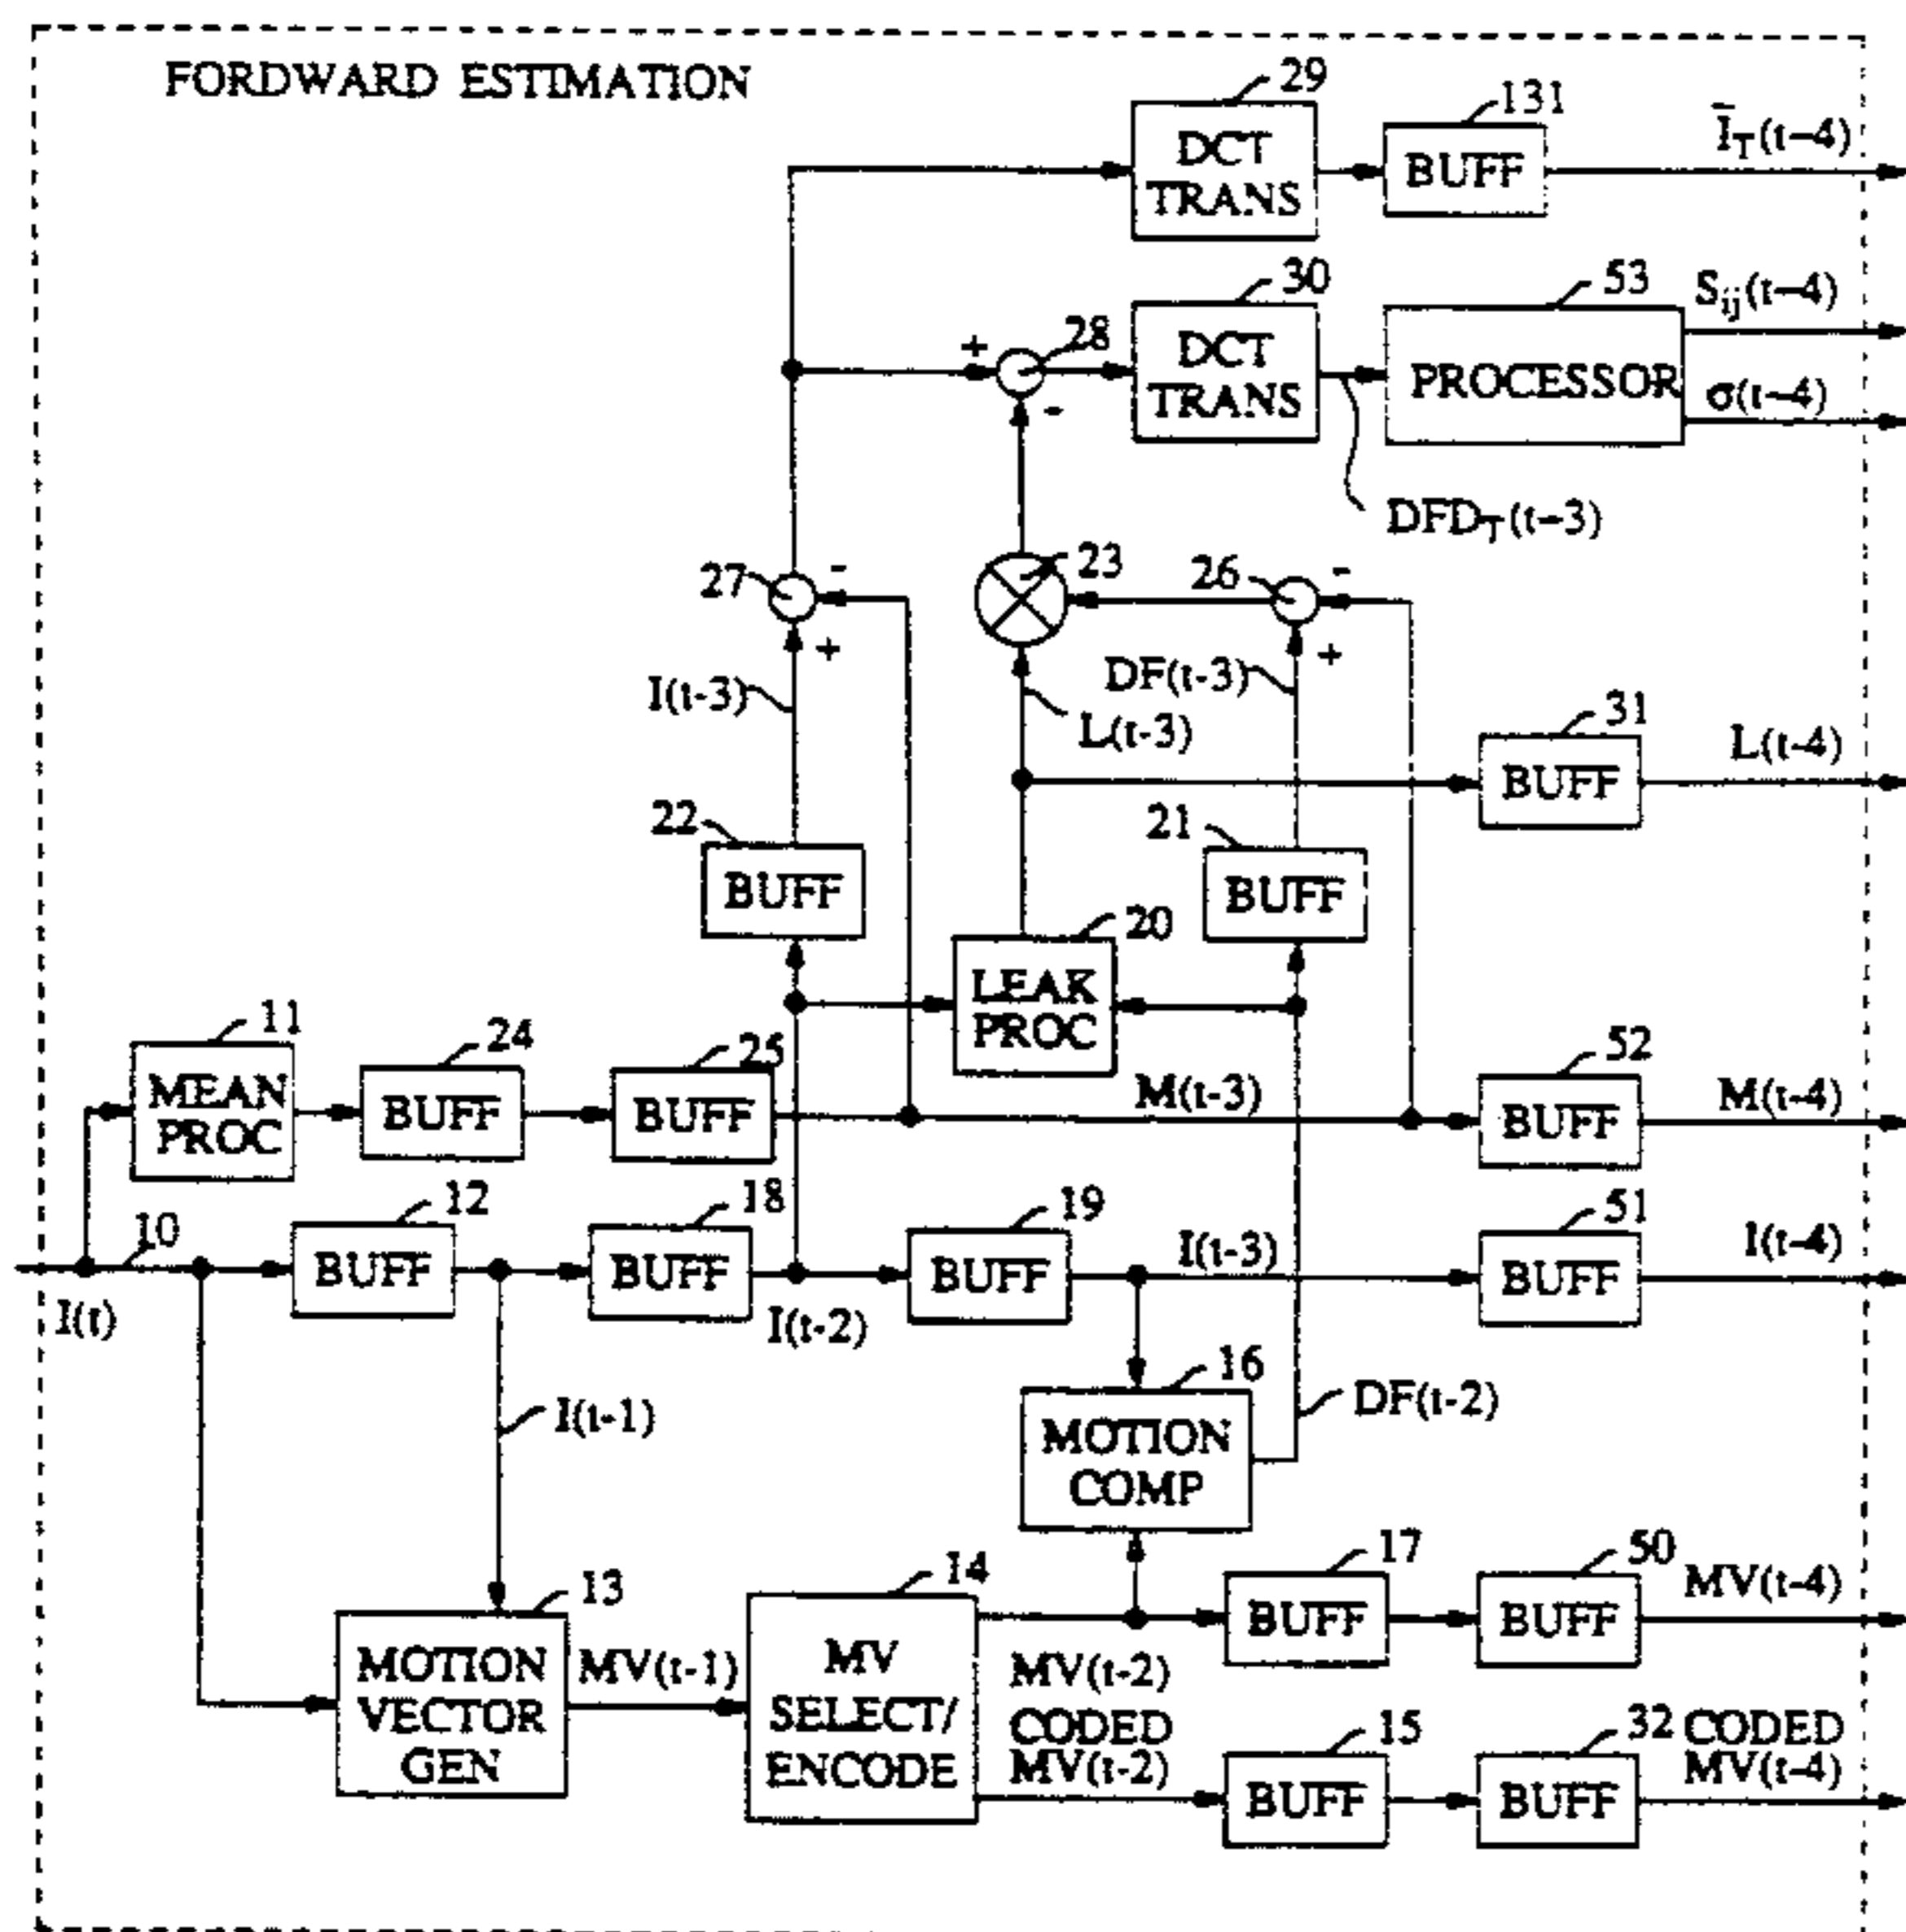 FORDWARD ESTIMATION
29
131
DCT
TRANS
BUFF
ĪT(t-4)
30
53
Sij(t-4)
+
28
DCT
TRANS
PROCESSOR
σ(t-4)
-
DFDT(t-3)
27
-
23
26
-
+
+
I(t-3)
DF(t-3)
L(t-3)
31
L(t-4)
BUFF
22
21
BUFF
BUFF
20
LEAK
PROC
11
24
25
52
MEAN
PROC
BUFF
BUFF
M(t-3)
BUFF
M(t-4)
10
12
18
19
51
BUFF
BUFF
BUFF
I(t-3)
BUFF
I(t-4)
I(t)
I(t-2)
16
I(t-1)
MOTION
COMP
DF(t-2)
13
14
17
50
MV(t-4)
BUFF
BUFF
MOTION
VECTOR
GEN
MV(t-1)
MV
SELECT/
ENCODE
MV(t-2)
CODED
MV(t-2)
15
32
CODED
MV(t-4)
BUFF
BUFF